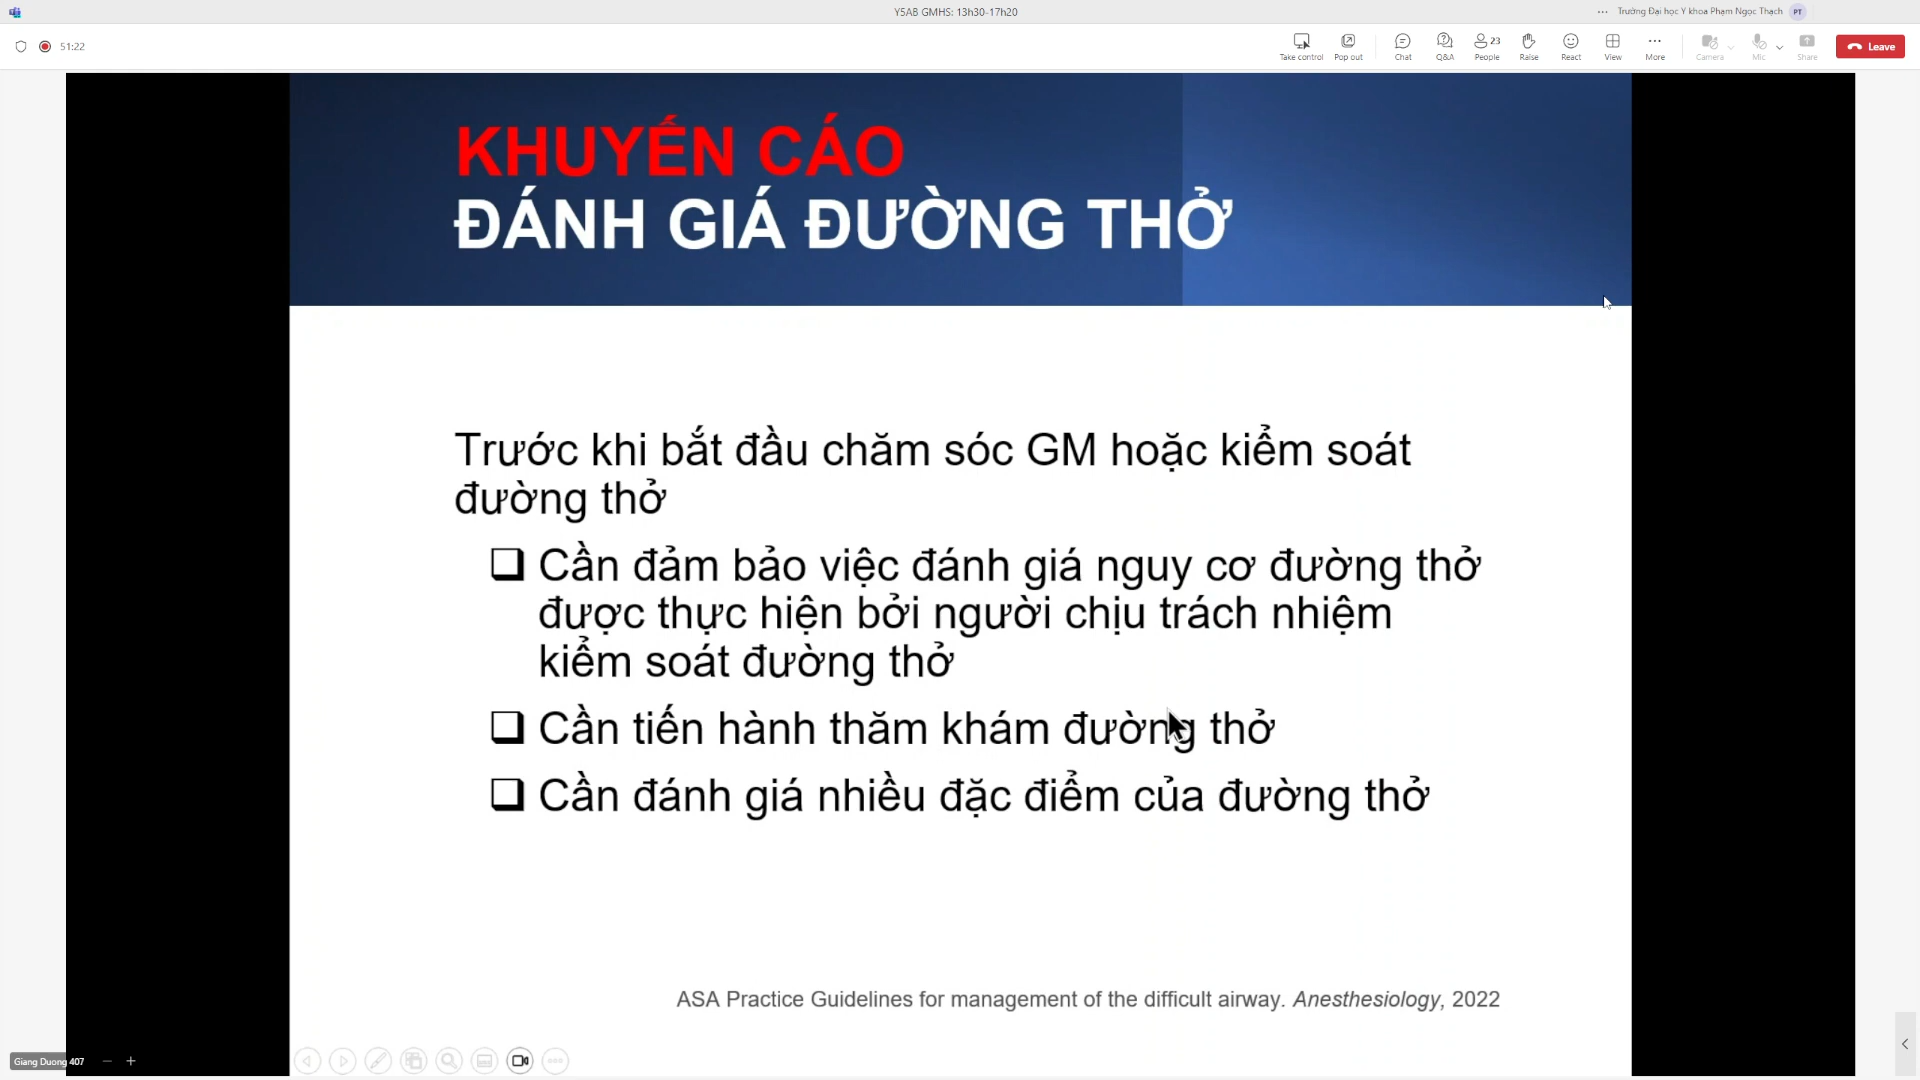 Y5AB GMHS: 13h30-17h20
Trường Đại học Y khoa Phạm Ngọc Thạch
PT
51:22
Take control
Pop out
Chat
Q&A
23
People
Raise
React
View
More
Camera
Mic
Share
Leave
KHUYẾN CÁO
ĐÁNH GIÁ ĐƯỜNG THỞ
Trước khi bắt đầu chăm sóc GM hoặc kiểm soát
đường thở
Cần đảm bảo việc đánh giá nguy cơ đường thở
được thực hiện bởi người chịu trách nhiệm
kiểm soát đường thở
Cần tiến hành thăm khám đường thở
Cần đánh giá nhiều đặc điểm của đường thở
ASA Practice Guidelines for management of the difficult airway. Anesthesiology, 2022
Giang Duong 407